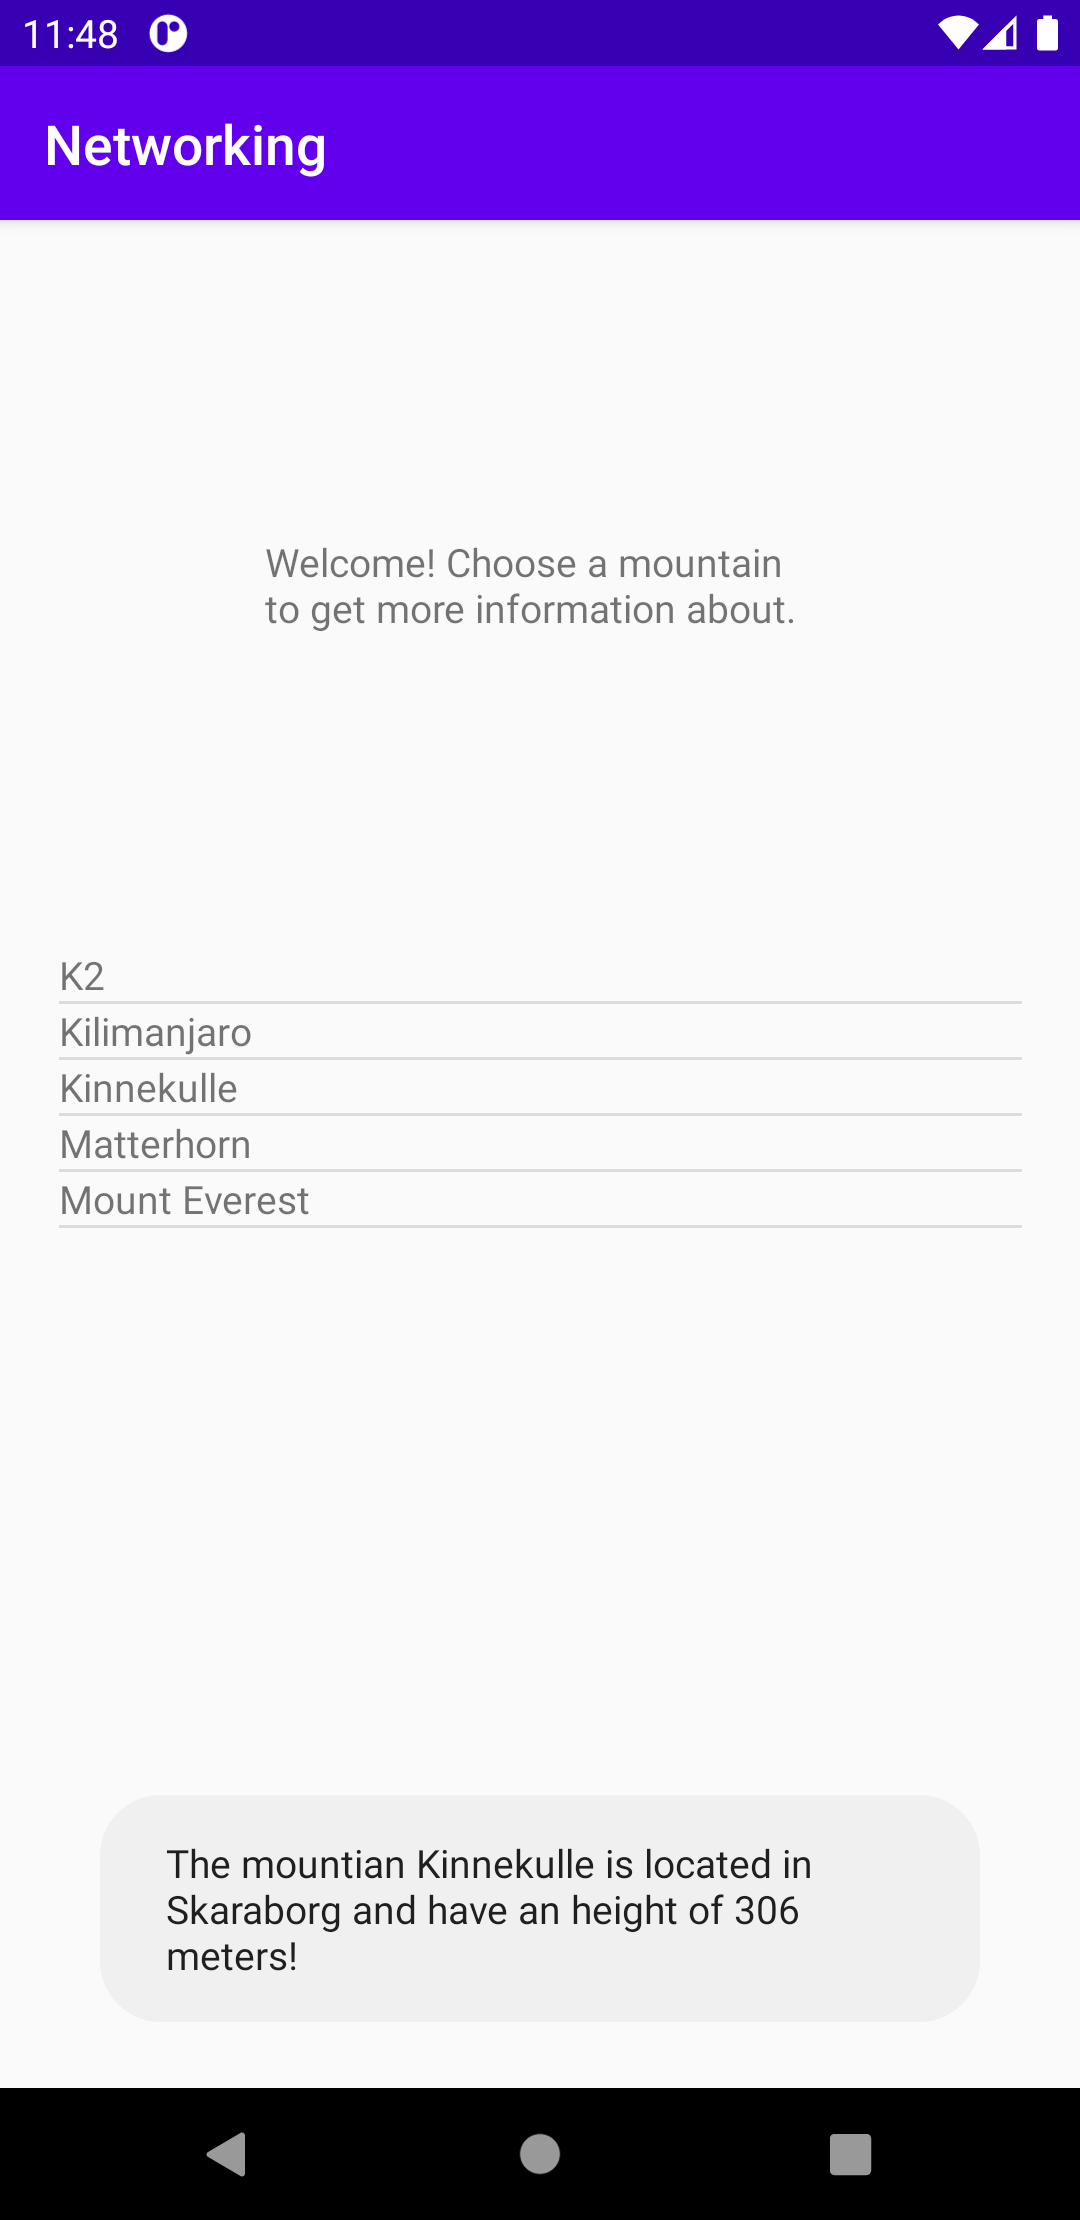 11:48
Networking
Welcome! Choose a mountain
to get more information about.
K2
Kilimanjaro
Kinnekulle
Matterhorn
Mount Everest
The mountian Kinnekulle is located in
Skaraborg and have an height of 306
meters!